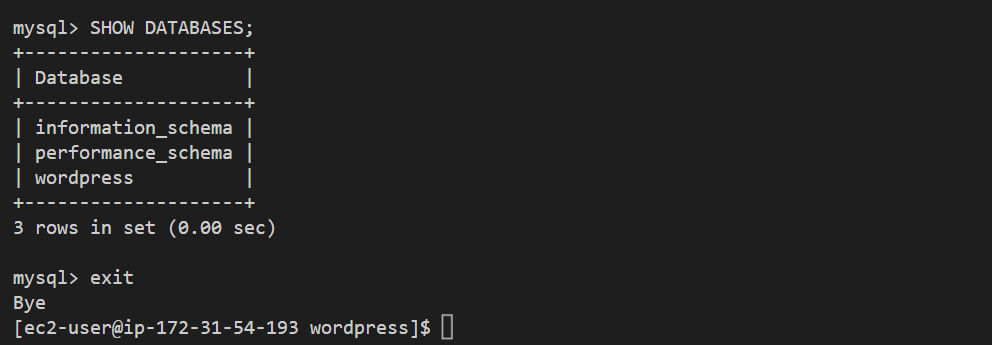 mysql> SHOW DATABASES;
+--------------------+
| Database           |
+--------------------+
| information_schema |
| performance_schema |
| wordpress          |
+--------------------+
3 rows in set (0.00 sec)

mysql> exit
Bye
[ec2-user@ip-172-31-54-193 wordpress]$